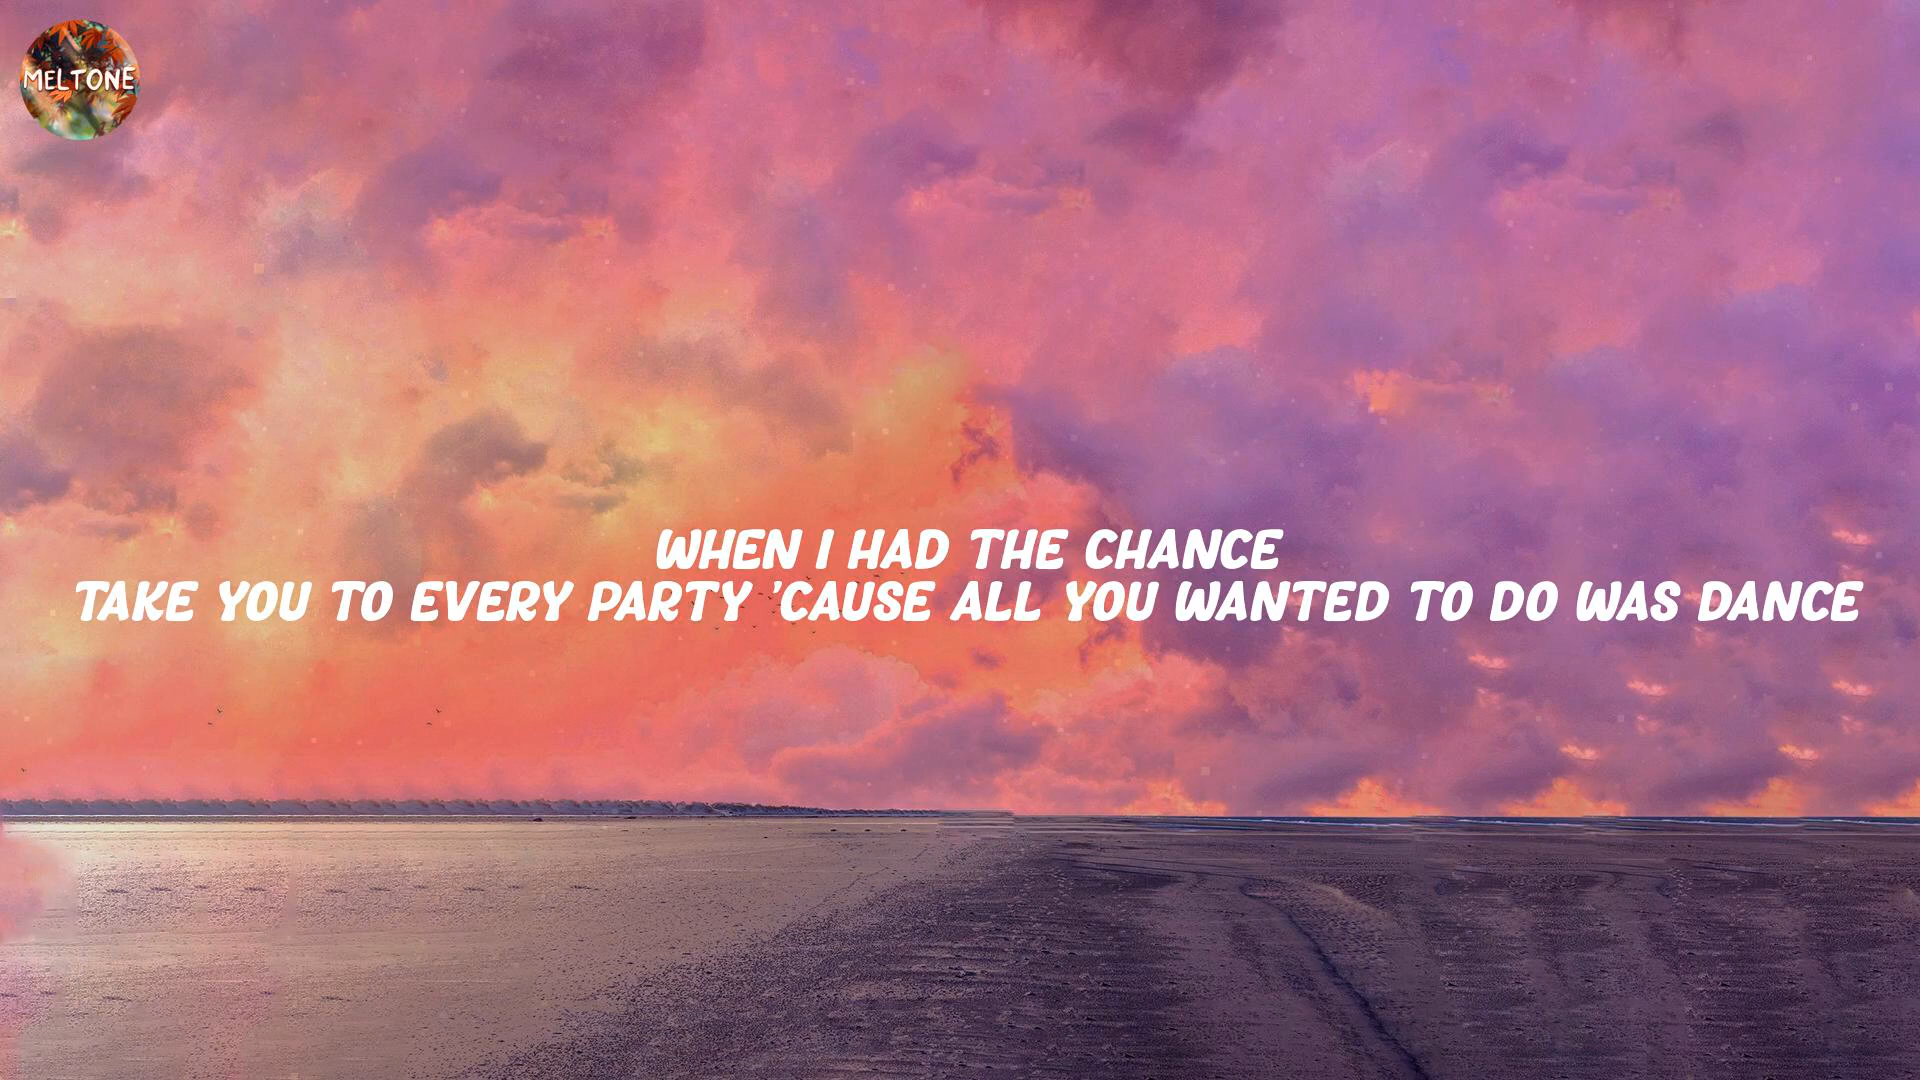 MELTONE
WHEN I HAD THE CHANCE
TAKE YOU TO EVERY PARTY 'CAUSE ALL YOU WANTED TO DO WAS DANCE